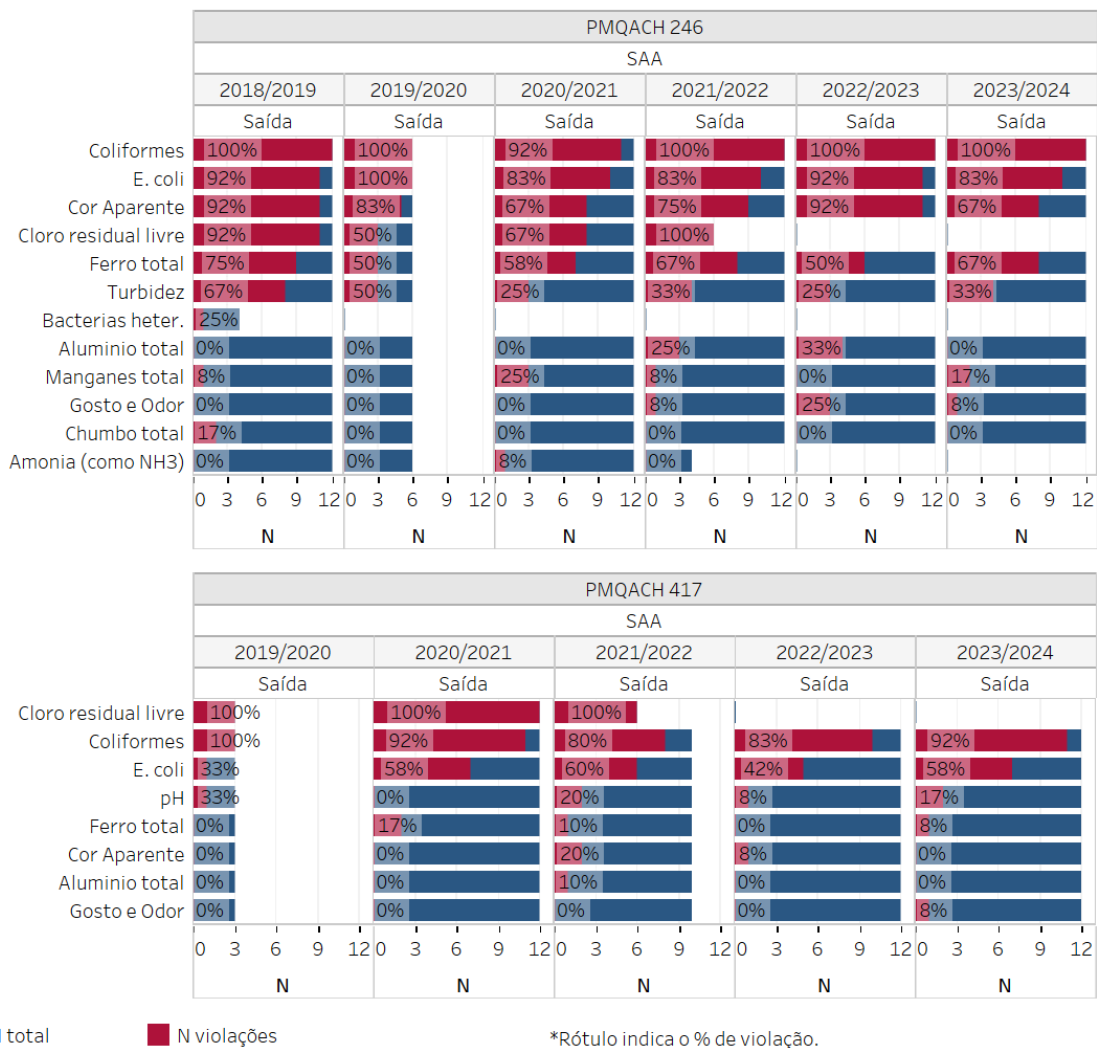 PMQACH 246
SAA
2018/2019 2019/2020 2020/2021 2021/2022 2022/2023 2023/2024
Saída Saída Saída Saída Saída Saída
Coliformes 100% 100% 92% 100% 100% 100%
E. coli 92% 100% 83% 83% 92% 83%
Cor Aparente 92% 83% 67% 75% 92% 67%
Cloro residual livre 92% 50% 67% 100%
Ferro total 75% 50% 58% 67% 50% 67%
Turbidez 67% 50% 25% 33% 25% 33%
Bacterias heter. 25%
Aluminio total 0% 0% 0% 25% 33% 0%
Manganes total 8% 0% 25% 8% 0% 17%
Gosto e Odor 0% 0% 0% 8% 25% 8%
Chumbo total 17% 0% 0% 0% 0% 0%
Amonia (como NH3) 0% 0% 8% 0%
0 3 6 9 12 0 3 6 9 12 0 3 6 9 12 0 3 6 9 12 0 3 6 9 12 0 3 6 9 12
N N N N N N
PMQACH 417
SAA
2019/2020 2020/2021 2021/2022 2022/2023 2023/2024
Saída Saída Saída Saída Saída
Cloro residual livre 100% 100% 100%
Coliformes 100% 92% 80% 83% 92%
E. coli 33% 58% 60% 42% 58%
pH 33% 0% 20% 8% 17%
Ferro total 0% 17% 10% 0% 8%
Cor Aparente 0% 0% 20% 8% 0%
Aluminio total 0% 0% 10% 0% 0%
Gosto e Odor 0% 0% 0% 0% 8%
0 3 6 9 12 0 3 6 9 12 0 3 6 9 12 0 3 6 9 12 0 3 6 9 12
N N N N N
total N violações *Rótulo indica o % de violação.